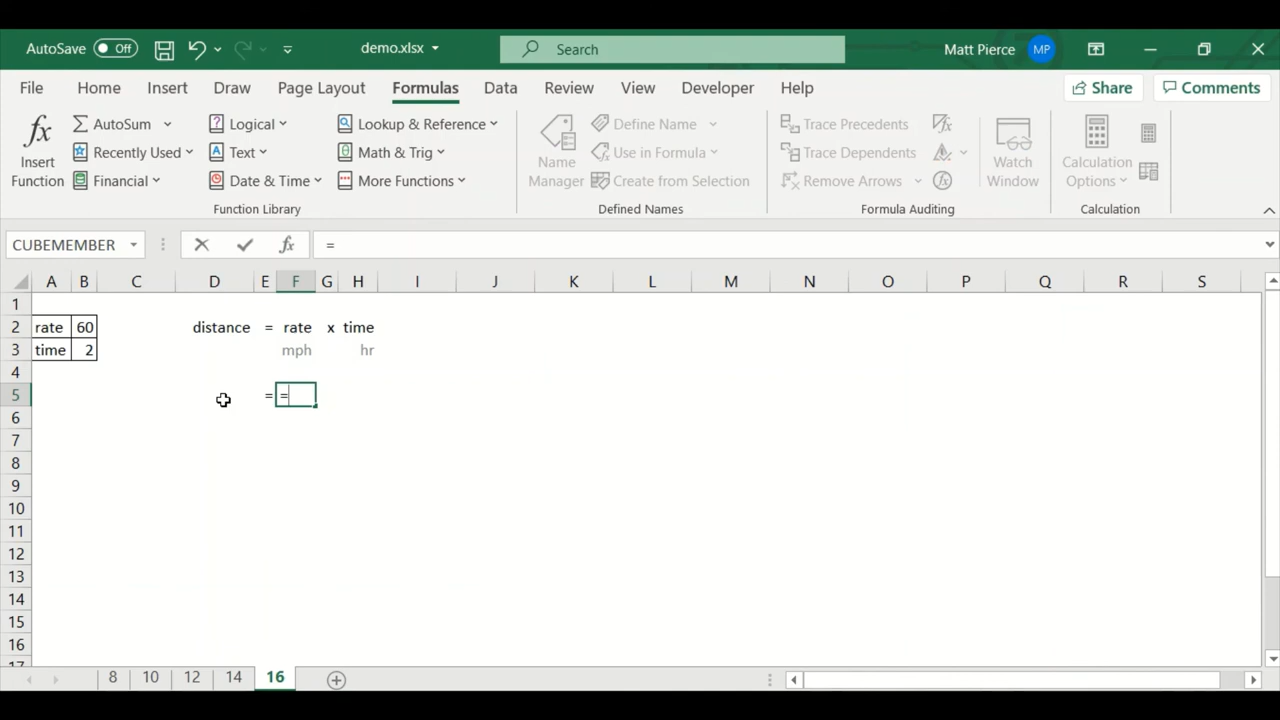 AutoSave Off demo.xlsx Search Matt Pierce MP
File Home Insert Draw Page Layout Formulas Data Review View Developer Help Share Comments
fx Insert Function
AutoSum
Recently Used
Financial
Logical
Text
Date & Time
Lookup & Reference
Math & Trig
More Functions
Function Library
Name Manager
Define Name
Use in Formula
Create from Selection
Defined Names
Trace Precedents
Trace Dependents
Remove Arrows
fx
Watch Window
Formula Auditing
Calculation Options
Calculation
CUBEMEMBER fx =
A B C D E F G H I J K L M N O P Q R S
1
2 rate 60 distance = rate x time
3 time 2 mph hr
4
5 = =
6
7
8
9
10
11
12
13
14
15
16
17
8 10 12 14 16